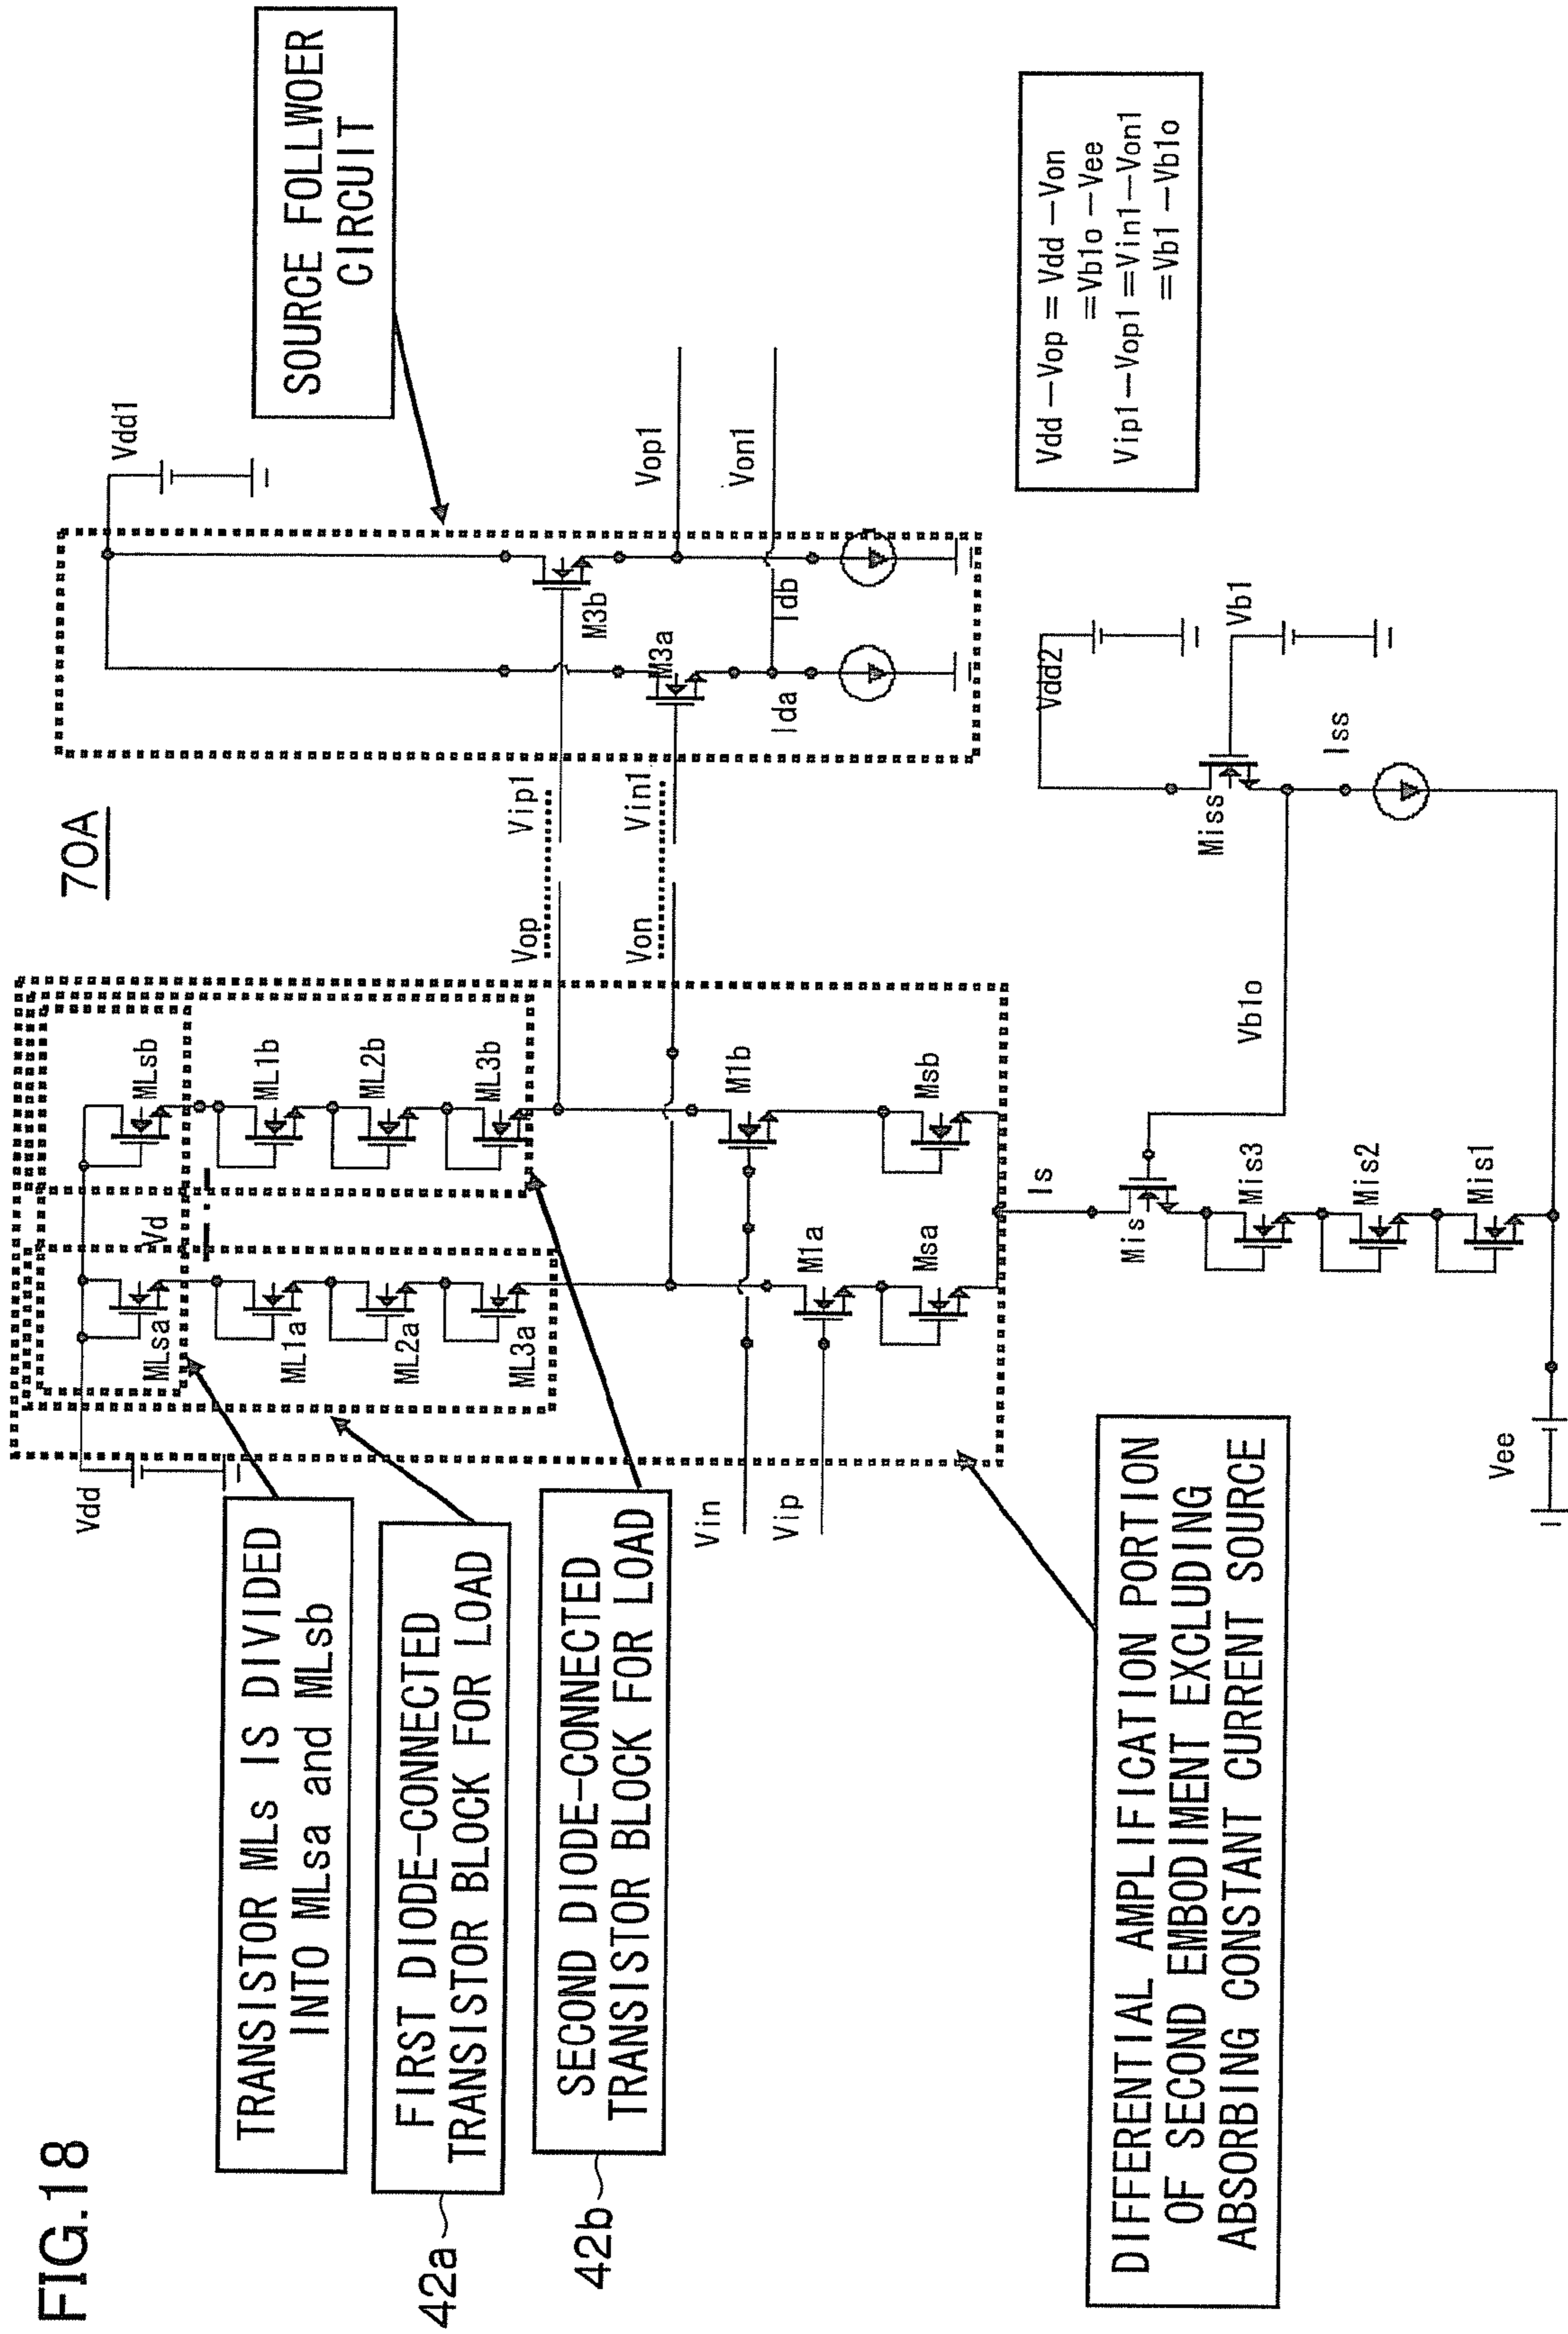 FIG.18
70A
TRANSISTOR MLs IS DIVIDED
INTO MLsa and MLsb
42a
FIRST DIODE-CONNECTED
TRANSISTOR BLOCK FOR LOAD
42b
SECOND DIODE-CONNECTED
TRANSISTOR BLOCK FOR LOAD
DIFFERENTIAL AMPLIFICATION PORTION
OF SECOND EMBODIMENT EXCLUDING
ABSORBING CONSTANT CURRENT SOURCE
SOURCE FOLLWOER
CIRCUIT
Vdd
MLsa
Vd
MLsb
ML1a
ML1b
ML2a
ML2b
ML3a
ML3b
Vop
Vip1
Von
Vin1
Vin
Vip
M1a
M1b
Msa
Msb
Is
Vdd1
M3b
M3a
Ida
Idb
Vop1
Von1
Mis
Mis3
Mis2
Mis1
Vb1o
Vdd2
Miss
Vb1
Iss
Vee
Vdd－Vop＝Vdd－Von
＝Vb1o－Vee
Vip1－Vop1＝Vin1－Von1
＝Vb1－Vb1o